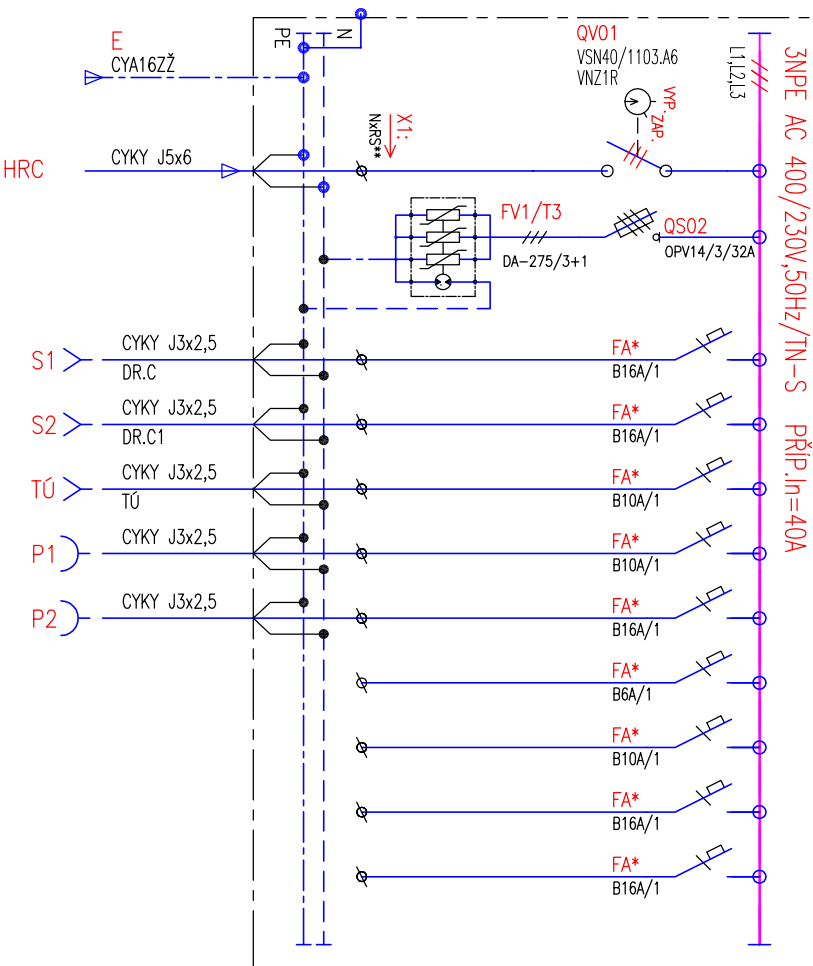 E
CYA16ZŽ
PE
N
QV01
VSN40/1103.A6
VNZ1R
VYP.
ZAP.
L1,L2,L3
3NPE AC 400/230V,50Hz/TN-S PŘÍP.In=40A
HRC
CYKY J5x6
X1:
NxRS**
FV1/T3
DA-275/3+1
QS02
OPV14/3/32A
S1
CYKY J3x2,5
DR.C
FA*
B16A/1
S2
CYKY J3x2,5
DR.C1
FA*
B16A/1
TÚ
CYKY J3x2,5
TÚ
FA*
B10A/1
P1
CYKY J3x2,5
FA*
B10A/1
P2
CYKY J3x2,5
FA*
B16A/1
FA*
B6A/1
FA*
B10A/1
FA*
B16A/1
FA*
B16A/1